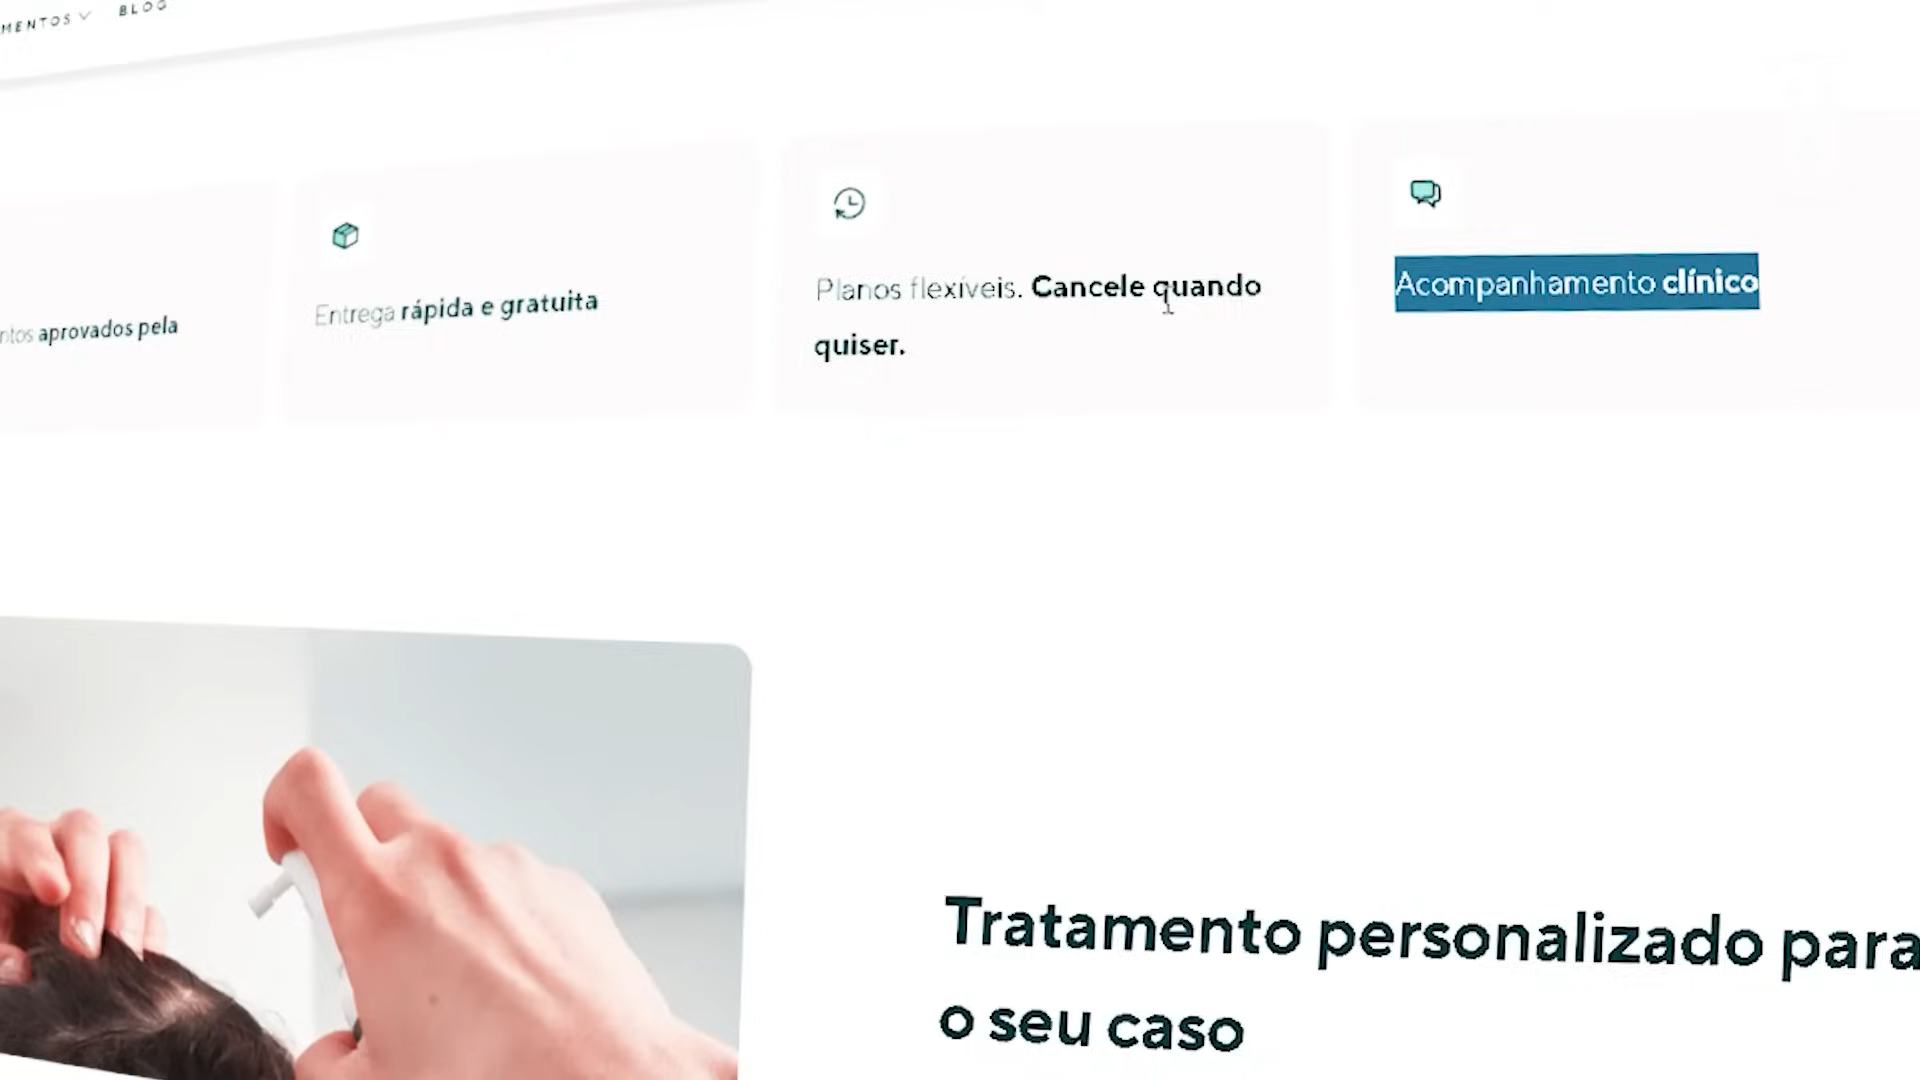 MENTOS
BLOG
ntos aprovados pela
Entrega rápida e gratuita
Planos flexíveis. Cancele quando
quiser.
Acompanhamento clínico
Tratamento personalizado para
o seu caso